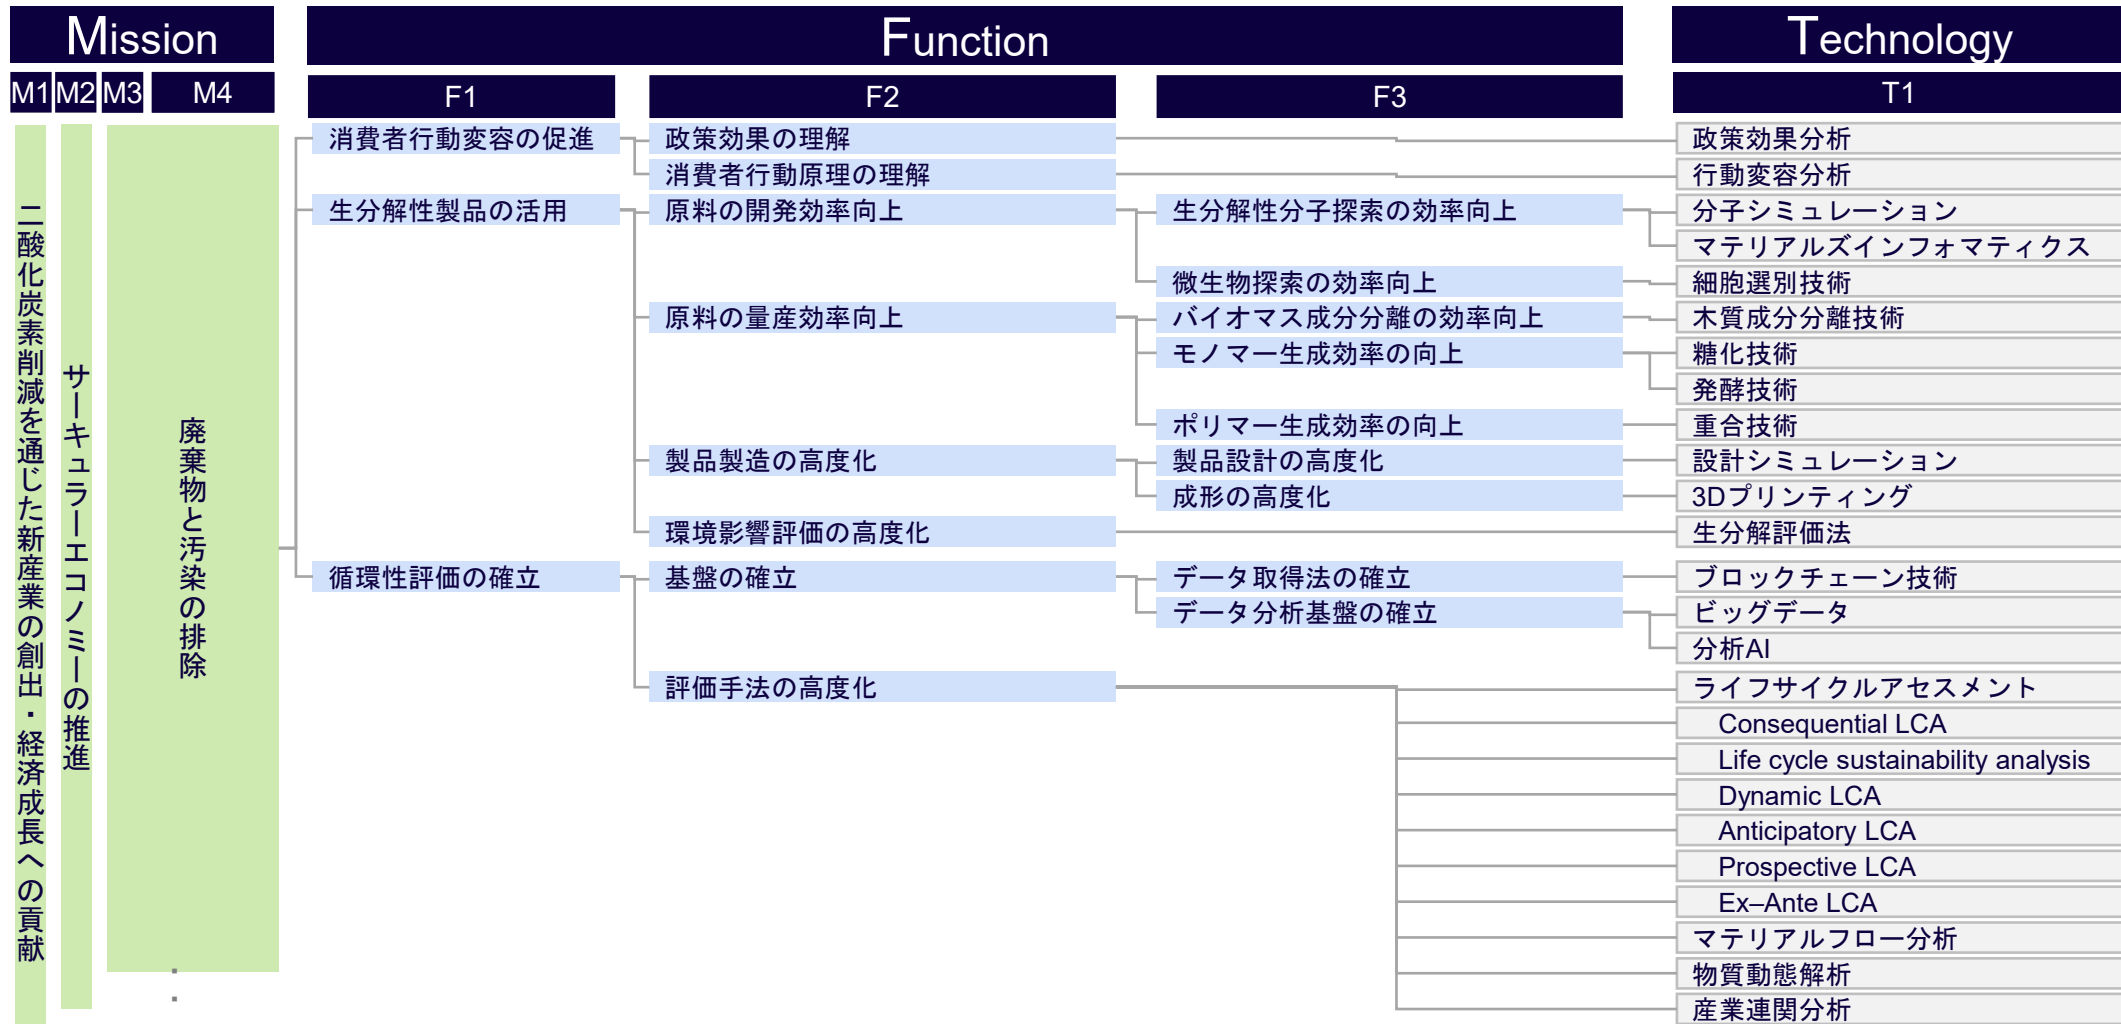 Mission
Function
Technology
M1
M2
M3
M4
F1
F2
F3
T1
二酸化炭素削減を通じた新産業の創出・経済成長への貢献
サーキュラーエコノミーの推進
廃棄物と汚染の排除
消費者行動変容の促進
政策効果の理解
政策効果分析
消費者行動原理の理解
行動変容分析
生分解性製品の活用
原料の開発効率向上
生分解性分子探索の効率向上
分子シミュレーション
マテリアルズインフォマティクス
微生物探索の効率向上
細胞選別技術
原料の量産効率向上
バイオマス成分分離の効率向上
木質成分分離技術
モノマー生成効率の向上
糖化技術
発酵技術
ポリマー生成効率の向上
重合技術
製品製造の高度化
製品設計の高度化
設計シミュレーション
成形の高度化
3Dプリンティング
環境影響評価の高度化
生分解評価法
循環性評価の確立
基盤の確立
データ取得法の確立
ブロックチェーン技術
データ分析基盤の確立
ビッグデータ
分析AI
評価手法の高度化
ライフサイクルアセスメント
Consequential LCA
Life cycle sustainability analysis
Dynamic LCA
Anticipatory LCA
Prospective LCA
Ex–Ante LCA
マテリアルフロー分析
物質動態解析
産業連関分析